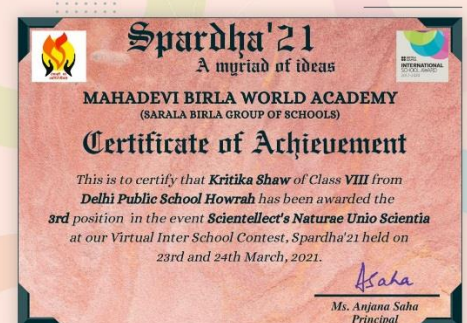 Spardha'21
A myriad of ideas
INTERNATIONAL
SCHOOL AWARD
MAHADEVI BIRLA WORLD ACADEMY
(SARALA BIRLA GROUP OF SCHOOLS)
Certificate of Achievement
This is to certify that Kritika Shaw of Class VIII from
Delhi Public School Howrah has been awarded the
3rd position in the event Scientellect's Naturae Unio Scientia
at our Virtual Inter School Contest, Spardha'21 held on
23rd and 24th March, 2021.
ASaha
Ms. Anjana Saha
Principal